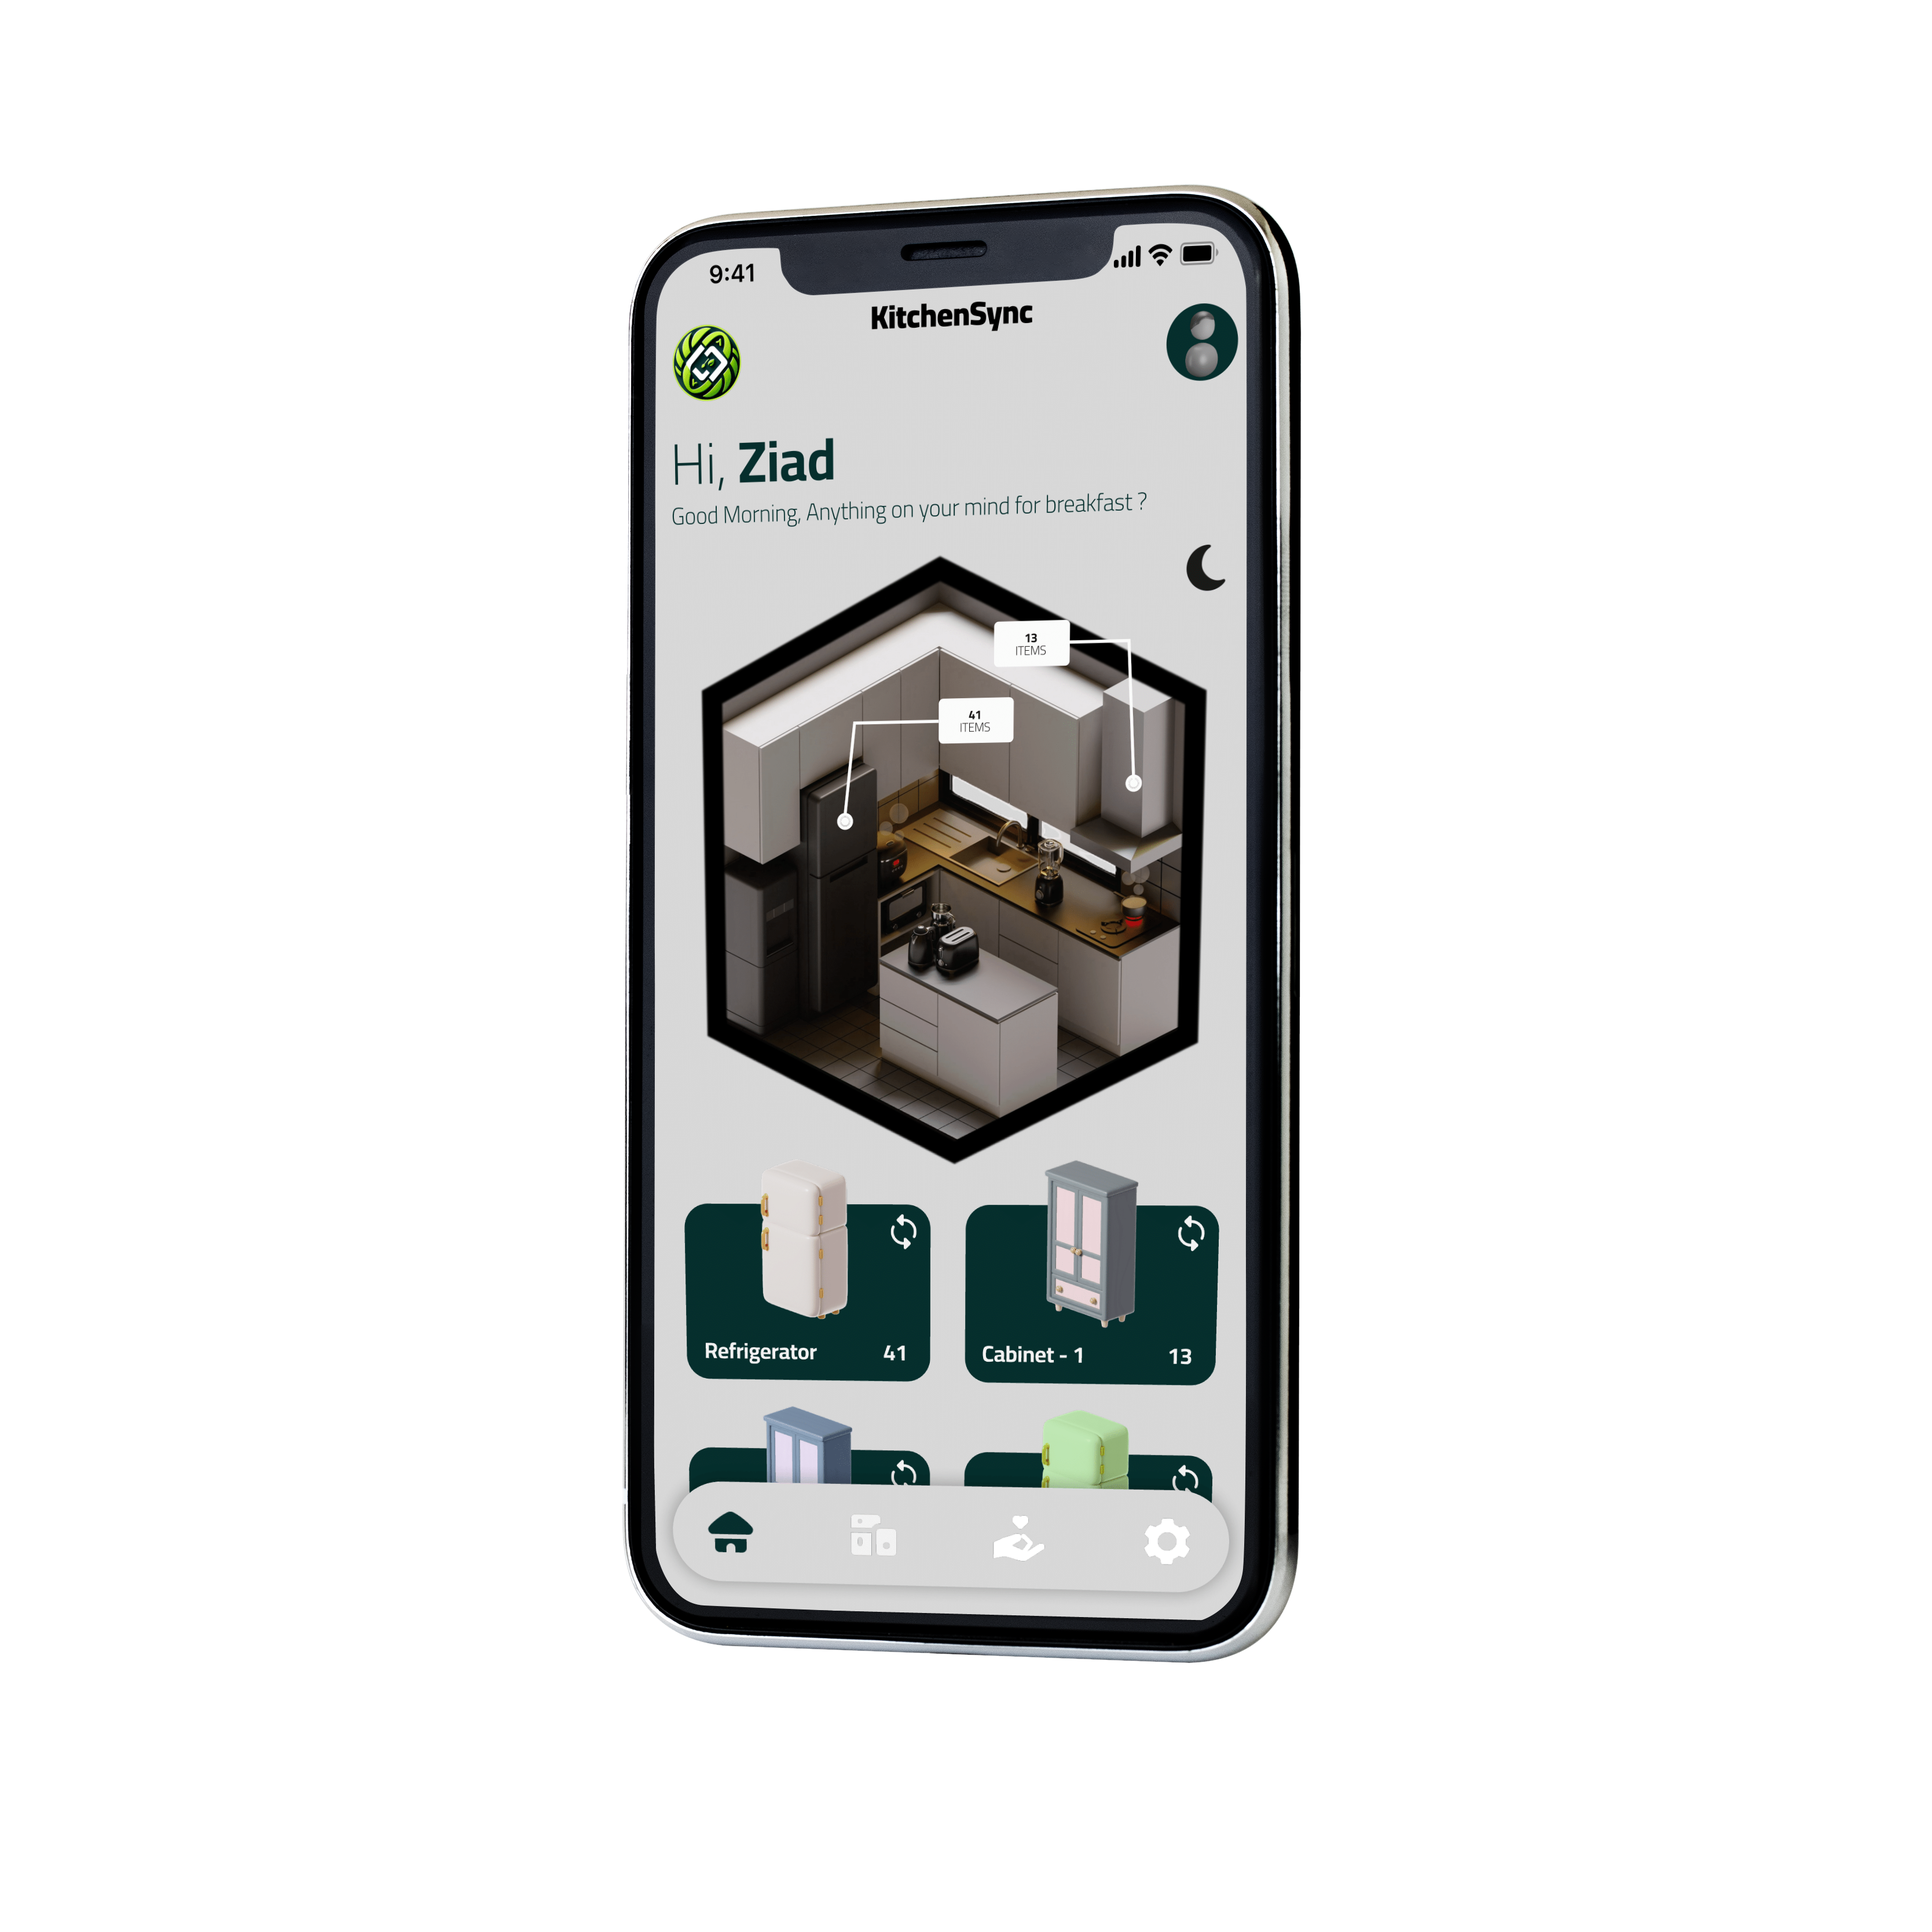 9:41
KitchenSync
Hi, Ziad
Good Morning, Anything on your mind for breakfast ?
13
ITEMS
41
ITEMS
Refrigerator 41
Cabinet - 1 13